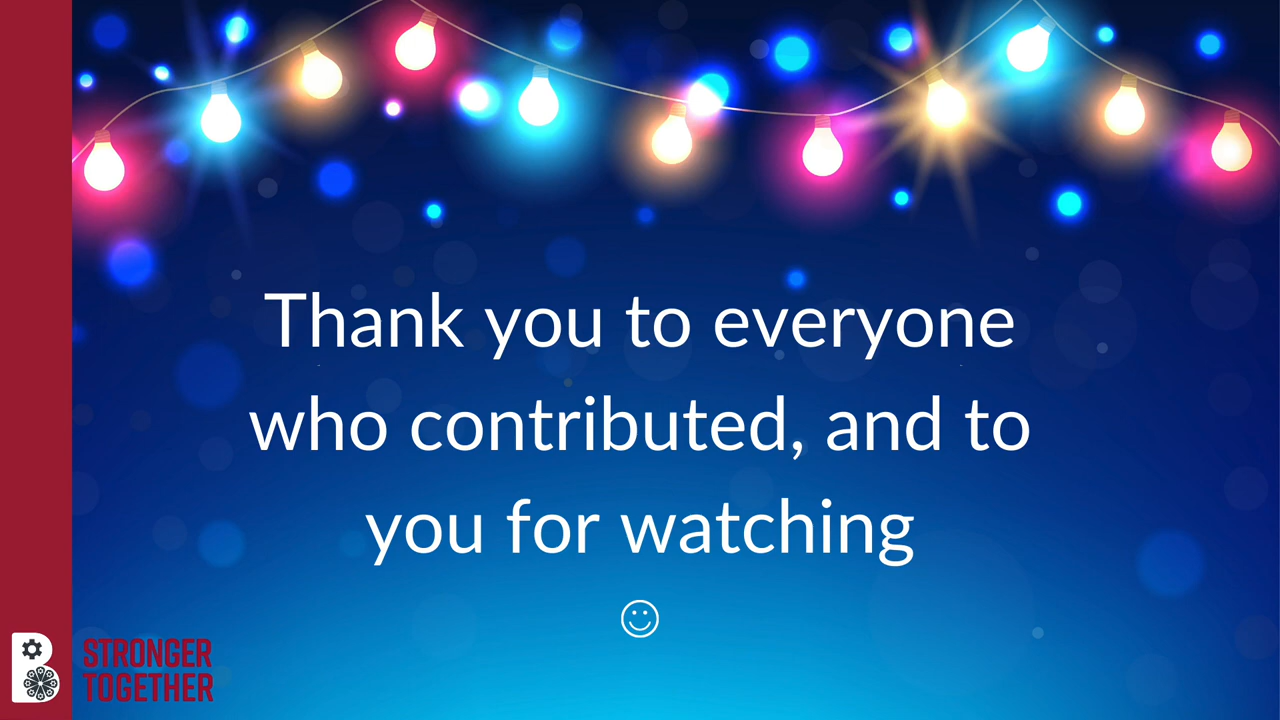 Thank you to everyone
who contributed, and to
you for watching
☺
B STRONGER
TOGETHER